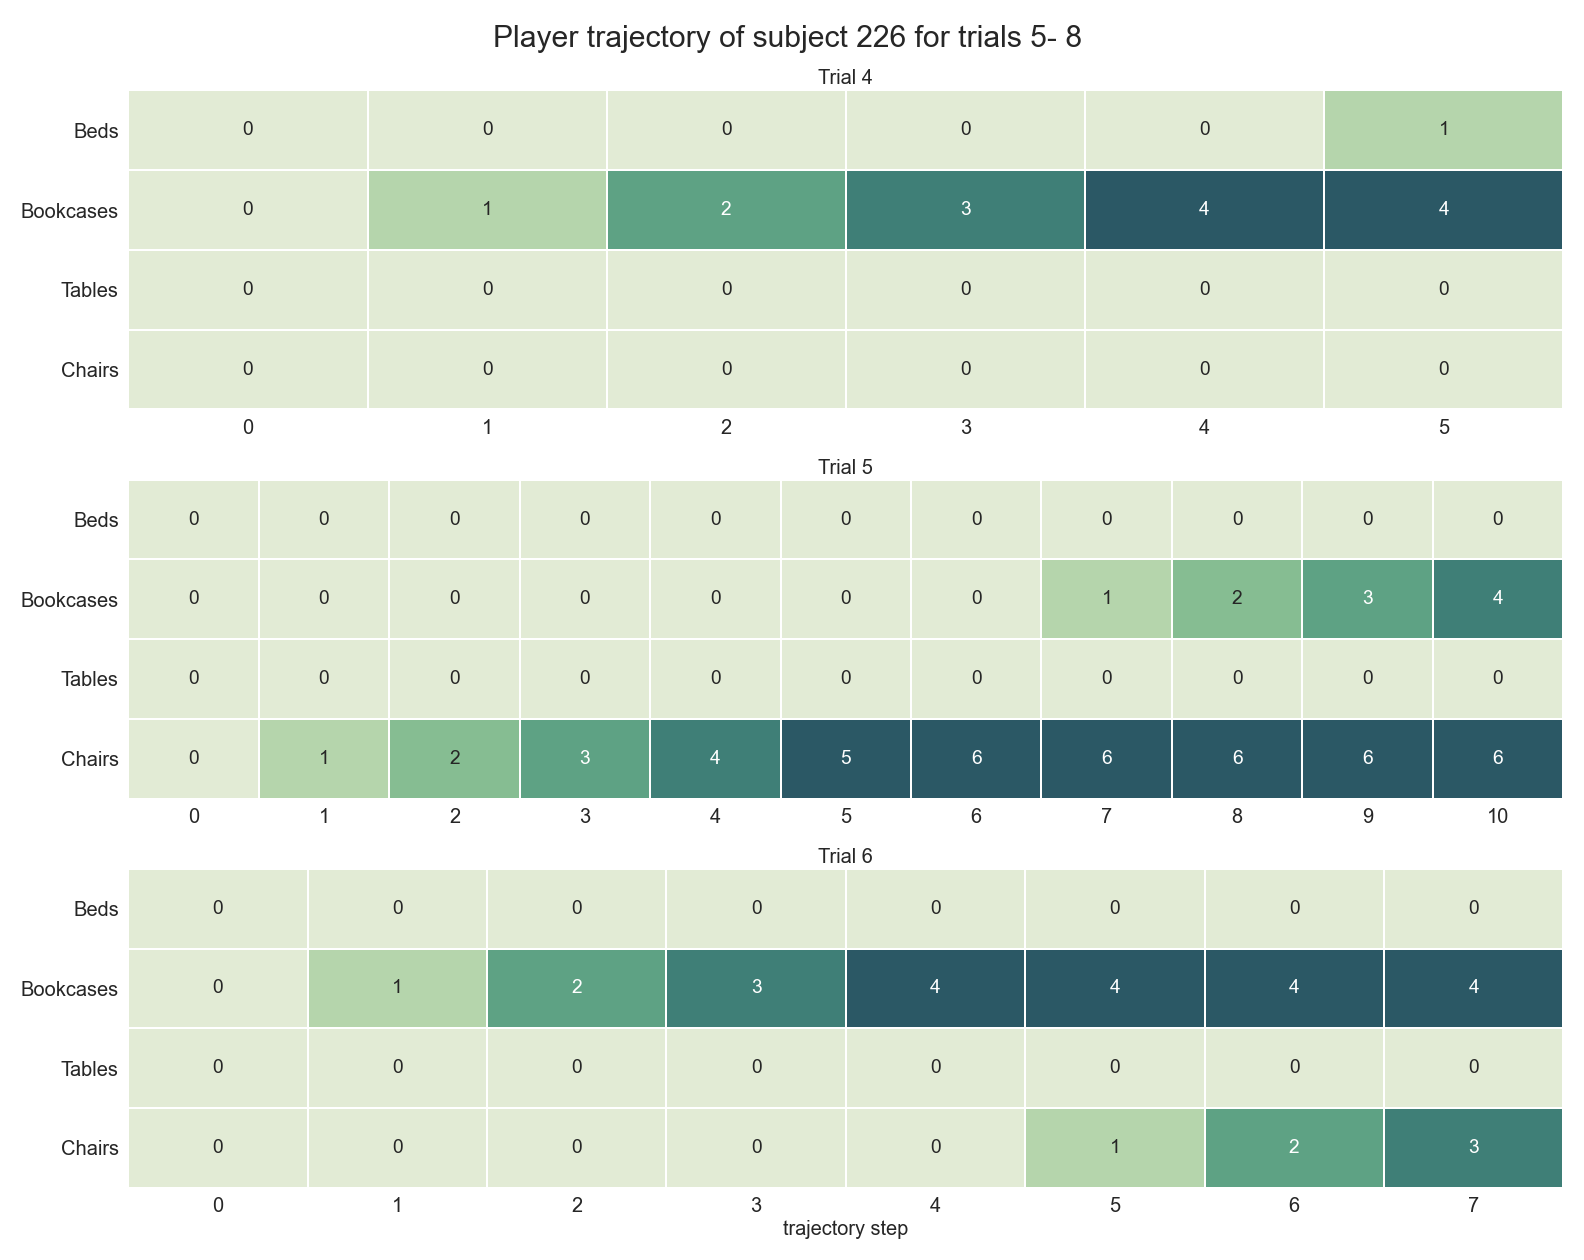 Player trajectory of subject 226 for trials 5- 8
Trial 4
Beds 0 0 0 0 0 1
Bookcases 0 1 2 3 4 4
Tables 0 0 0 0 0 0
Chairs 0 0 0 0 0 0
0 1 2 3 4 5
Trial 5
Beds 0 0 0 0 0 0 0 0 0 0 0
Bookcases 0 0 0 0 0 0 0 1 2 3 4
Tables 0 0 0 0 0 0 0 0 0 0 0
Chairs 0 1 2 3 4 5 6 6 6 6 6
0 1 2 3 4 5 6 7 8 9 10
Trial 6
Beds 0 0 0 0 0 0 0 0
Bookcases 0 1 2 3 4 4 4 4
Tables 0 0 0 0 0 0 0 0
Chairs 0 0 0 0 0 1 2 3
0 1 2 3 4 5 6 7
trajectory step